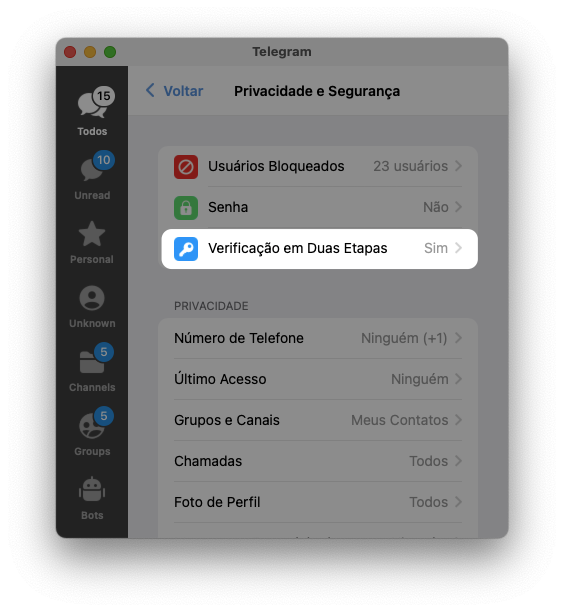 Telegram
15
Todos
10
Unread
Personal
Unknown
5
Channels
5
Groups
Bots
Voltar
Privacidade e Segurança
Usuários Bloqueados 23 usuários
Senha Não
Verificação em Duas Etapas Sim
PRIVACIDADE
Número de Telefone Ninguém (+1)
Último Acesso Ninguém
Grupos e Canais Meus Contatos
Chamadas Todos
Foto de Perfil Todos